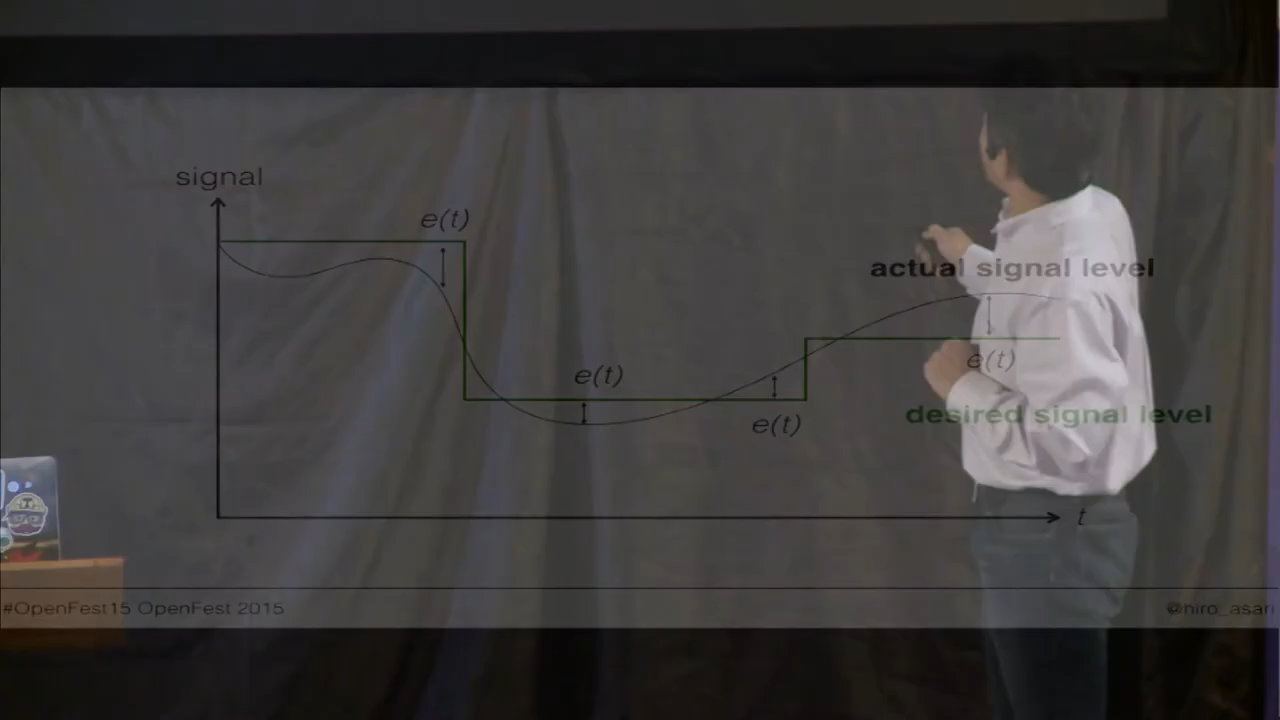 signal
e(t)
actual signal level
e(t)
e(t)
desired signal level
e(t)
t
#OpenFest15 OpenFest 2015
@hiro_asari